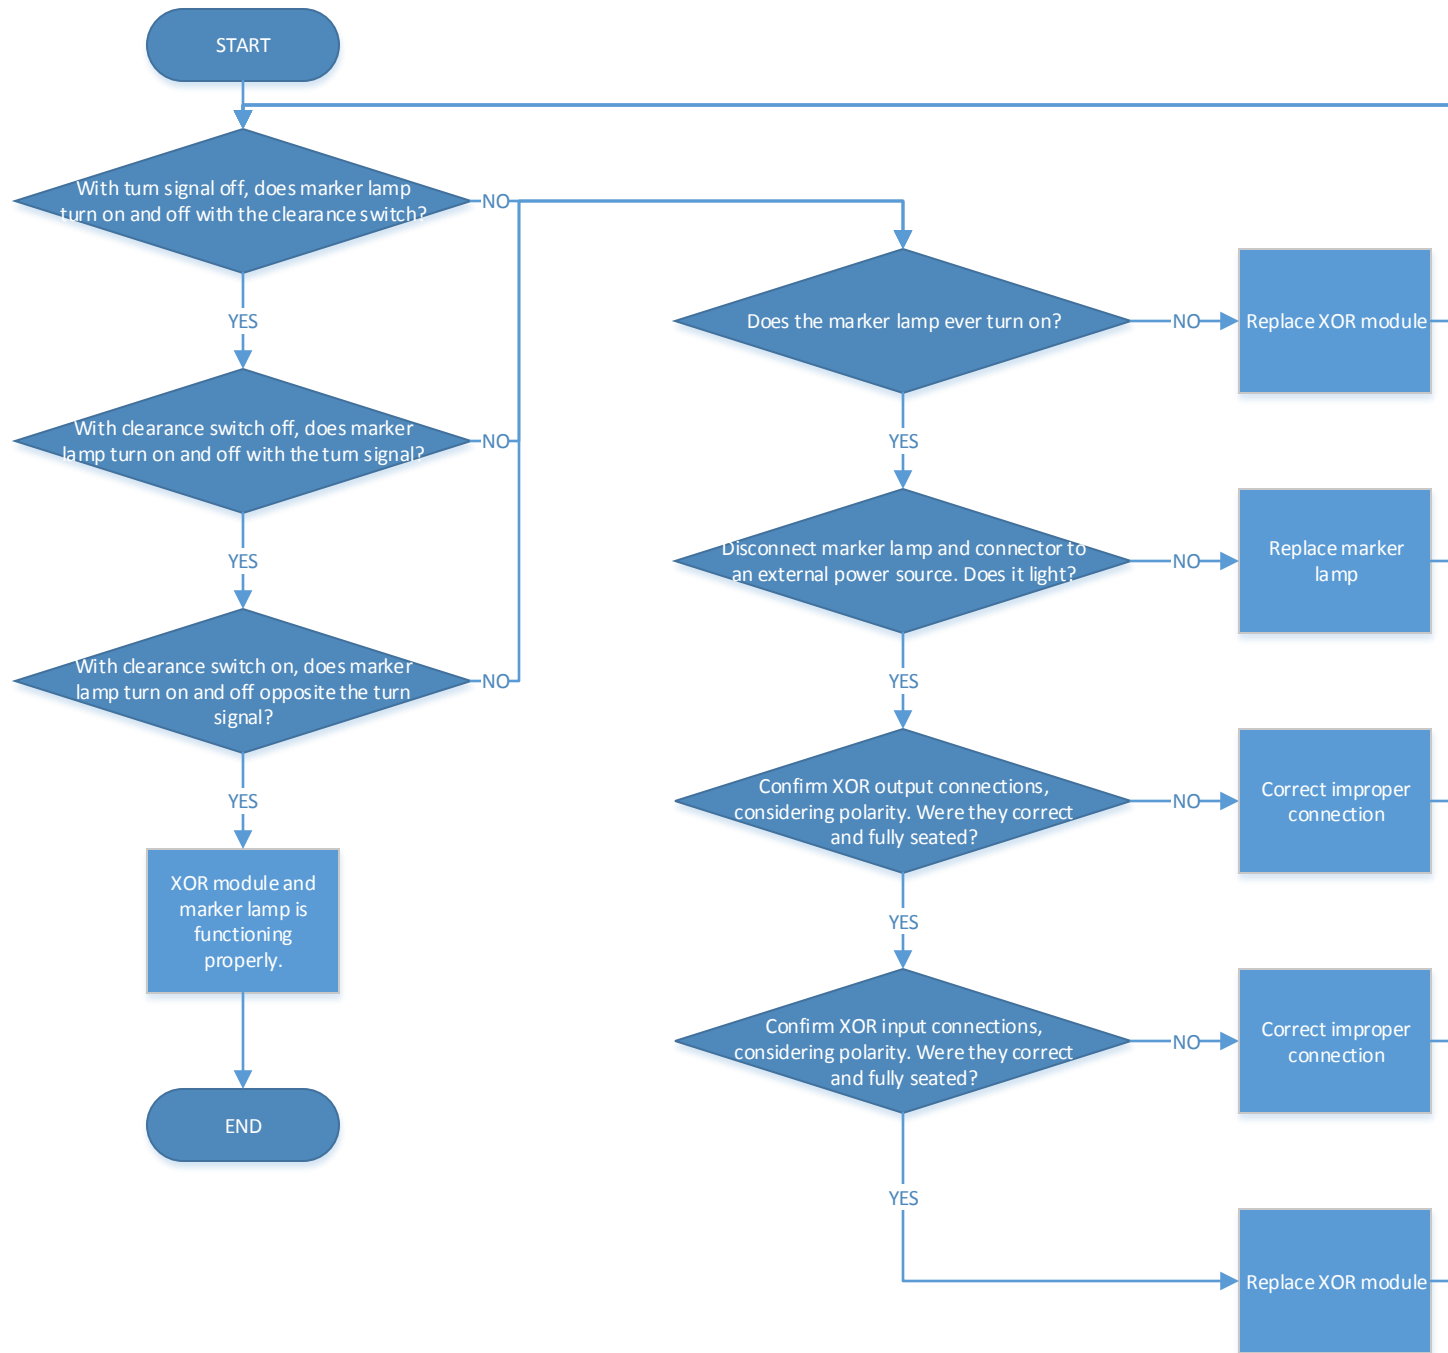 START
With turn signal off, does marker lamp
turn on and off with the clearance switch?
NO
YES
With clearance switch off, does marker
lamp turn on and off with the turn signal?
NO
YES
With clearance switch on, does marker
lamp turn on and off opposite the turn
signal?
NO
YES
XOR module and
marker lamp is
functioning
properly.
END
Does the marker lamp ever turn on?
NO
Replace XOR module
YES
Disconnect marker lamp and connector to
an external power source. Does it light?
NO
Replace marker
lamp
YES
Confirm XOR output connections,
considering polarity. Were they correct
and fully seated?
NO
Correct improper
connection
YES
Confirm XOR input connections,
considering polarity. Were they correct
and fully seated?
NO
Correct improper
connection
YES
Replace XOR module